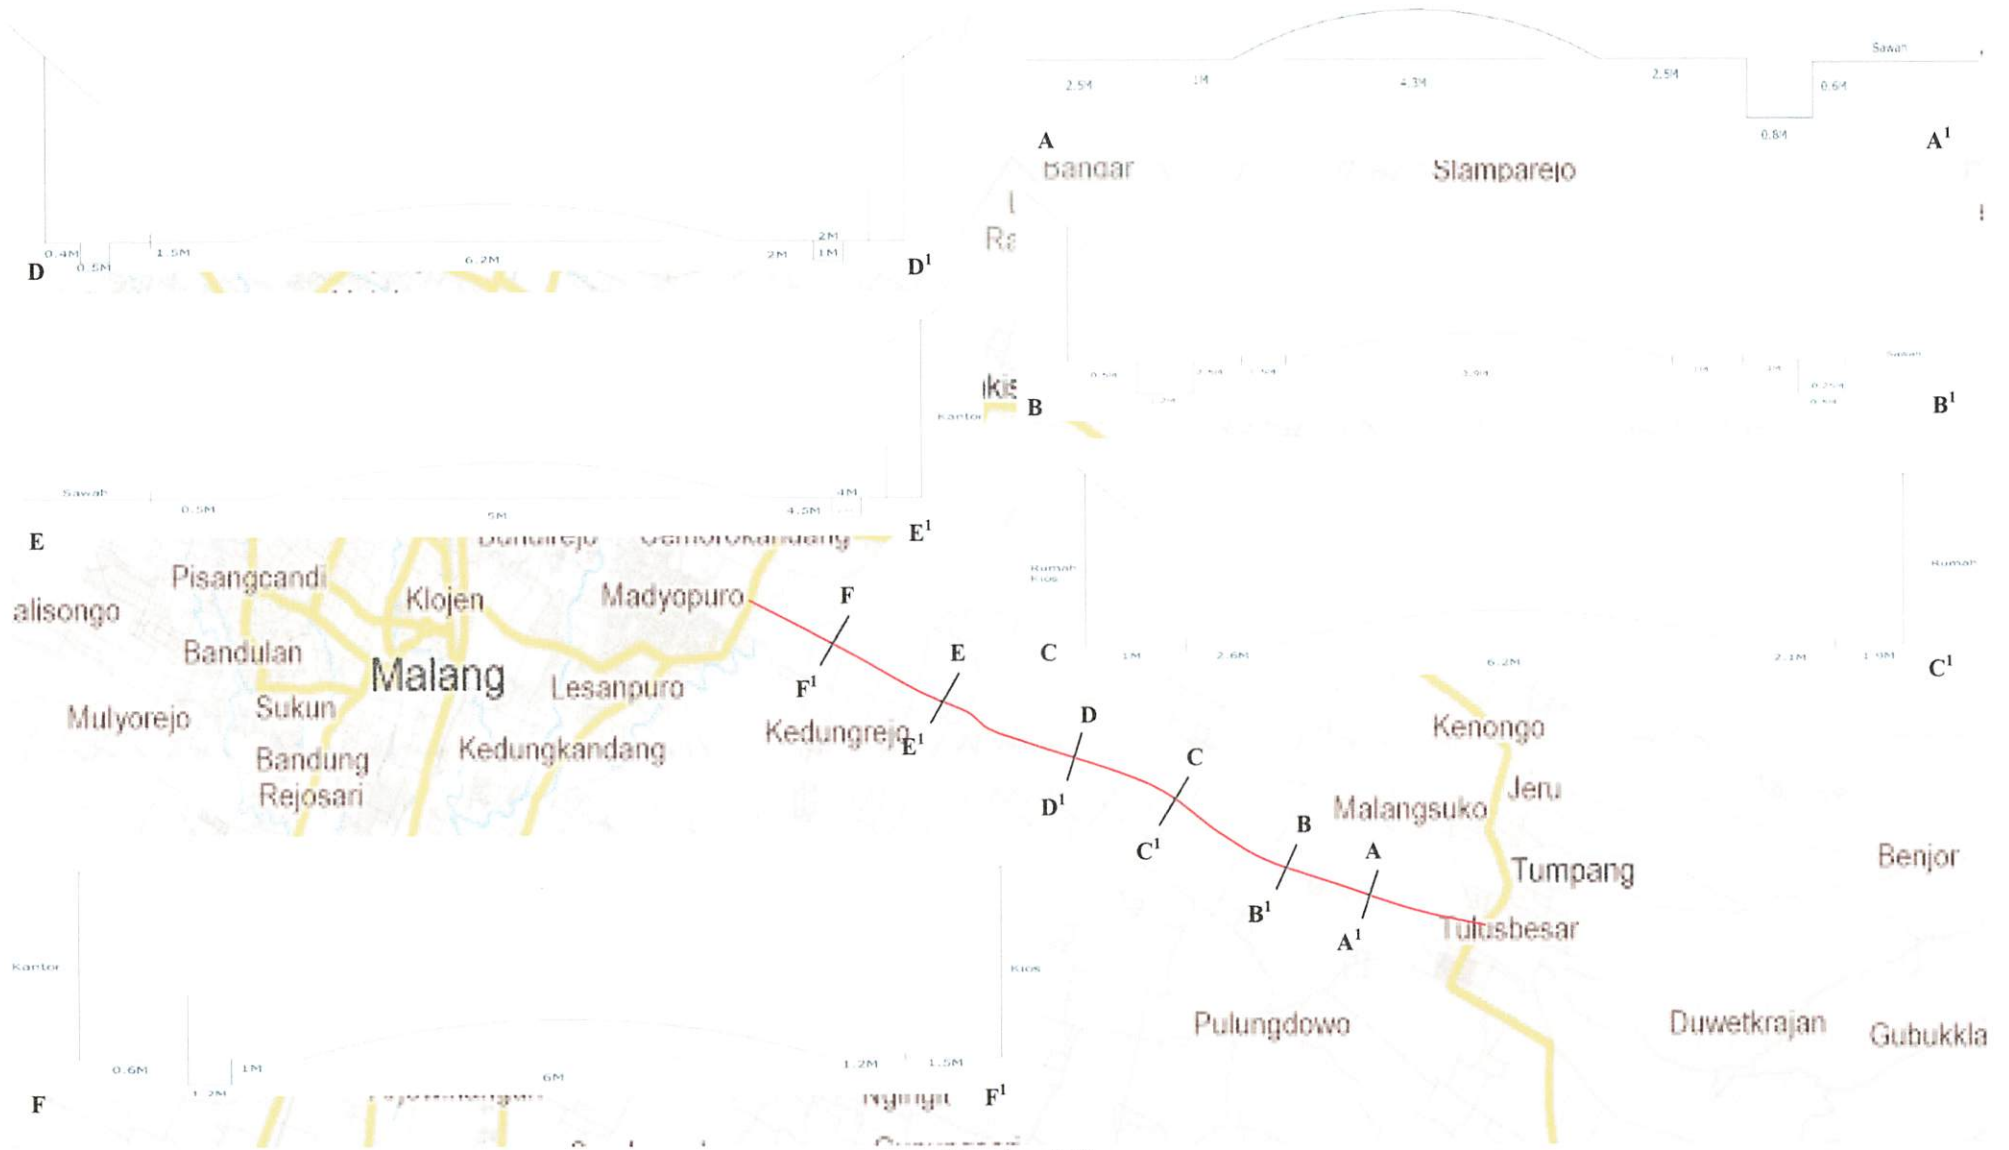 Sawah
2.5M
1M
4.3M
2.5M
0.6M
0.8M
A
A¹
Bandar
Slamparejo
Ra
0.4M
0.5M
1.5M
6.2M
2M
2M
1M
D
D¹
Sawah
B
B¹
Kantor
Sawah
0.5M
5M
4.5M
4M
E
E¹
Rumah
Kios
Rumah
1M
2.6M
6.2M
2.1M
1.9M
C
C¹
Pisangcandi
Klojen
Madyopuro
alisongo
Bandulan
Malang
Lesanpuro
Mulyorejo
Sukun
Kedungrejo
Bandung
Rejosari
Kedungkandang
F
F¹
E
E¹
D
D¹
C
C¹
B
B¹
A
A¹
Kenongo
Jeru
Malangsuko
Tumpang
Benjor
Tulusbesar
Pulungdowo
Duwetkrajan
Gubukkla
Kantor
Kios
0.6M
1M
1.2M
6M
1.2M
1.5M
F
F¹
Ngingit